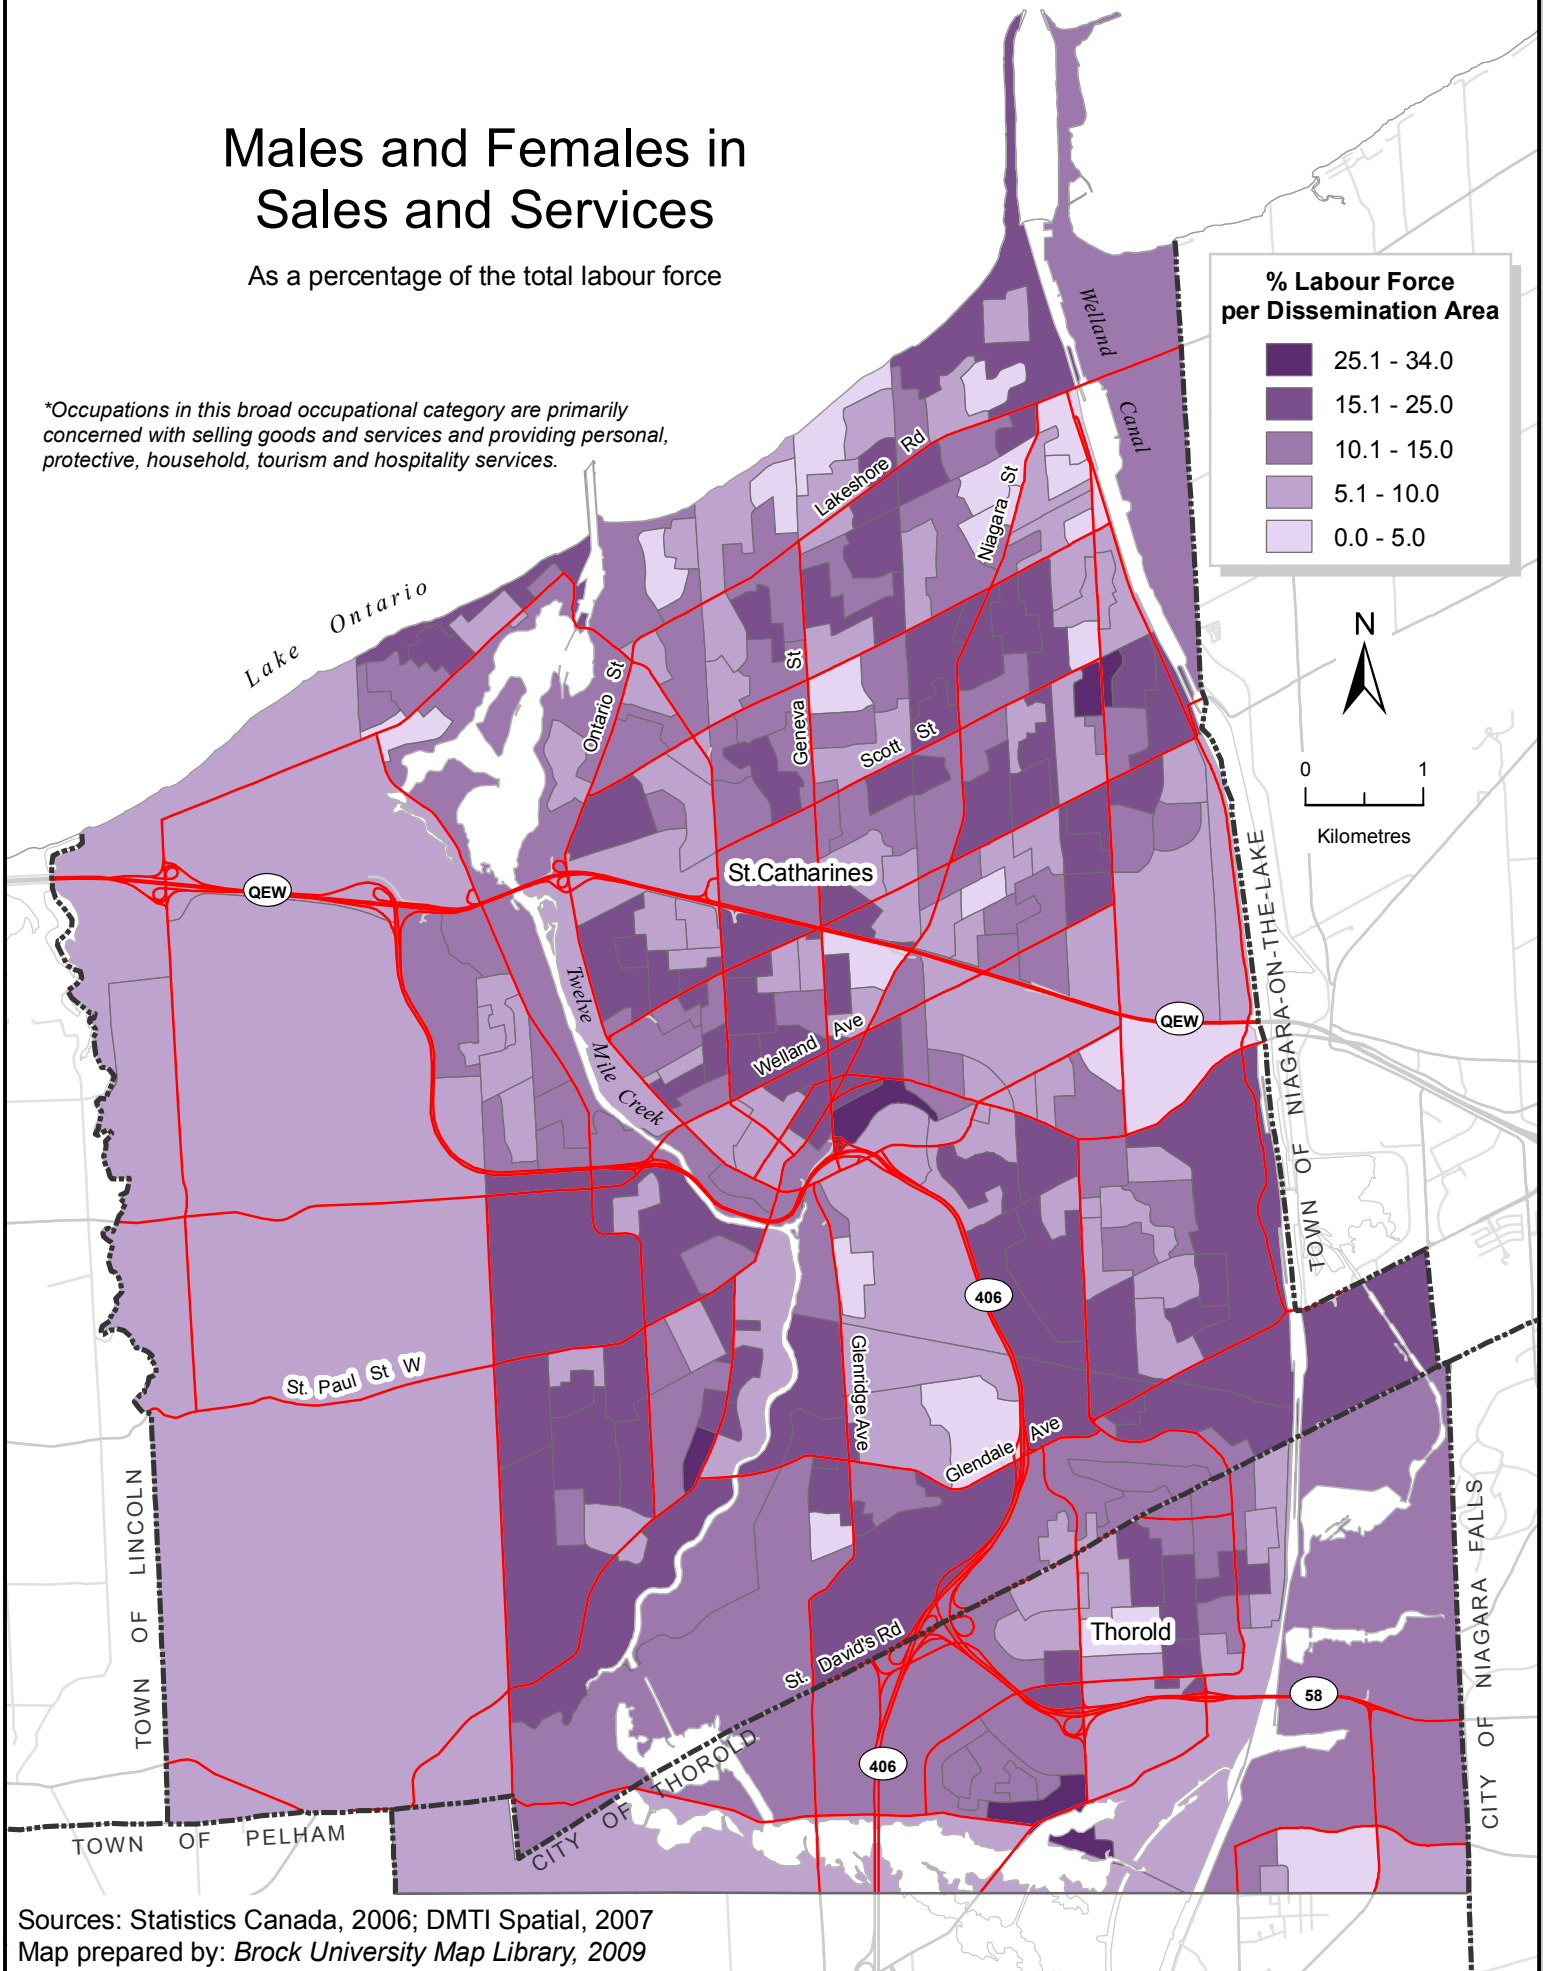 Males and Females in
Sales and Services
As a percentage of the total labour force
*Occupations in this broad occupational category are primarily
concerned with selling goods and services and providing personal,
protective, household, tourism and hospitality services.
% Labour Force
per Dissemination Area
25.1 - 34.0
15.1 - 25.0
10.1 - 15.0
5.1 - 10.0
0.0 - 5.0
N
0 1
Kilometres
Welland
Canal
Lake Ontario
Lakeshore Rd
Niagara St
Ontario St
Geneva St
Scott St
St.Catharines
QEW
QEW
Twelve Mile Creek
Welland Ave
TOWN OF NIAGARA-ON-THE-LAKE
406
St. Paul St W
Glenridge Ave
Glendale Ave
TOWN OF LINCOLN
St. David's Rd
Thorold
58
406
CITY OF NIAGARA FALLS
CITY OF THOROLD
TOWN OF PELHAM
Sources: Statistics Canada, 2006; DMTI Spatial, 2007
Map prepared by: Brock University Map Library, 2009